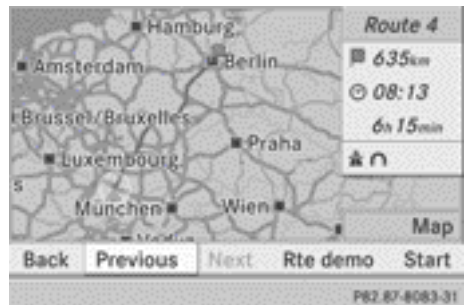 Hamburg
Amsterdam
Berlin
Brussel/Bruxelles
Praha
Luxembourg
s
München
Wien
Route 4
635km
08:13
6h 15min
Map
Back Previous Next Rte demo Start
P82.87-8083-31